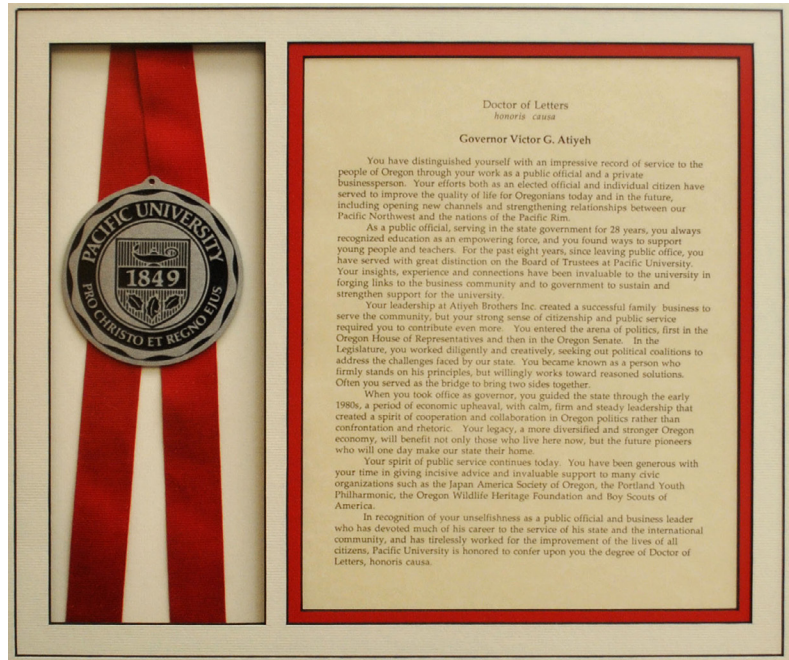 PACIFIC UNIVERSITY
1849
PRO CHRISTO ET REGNO EIUS
Doctor of Letters
honoris causa
Governor Victor G. Atiyeh
You have distinguished yourself with an impressive record of service to the
people of Oregon through your work as a public official and a private
businessperson. Your efforts both as an elected official and individual citizen have
served to improve the quality of life for Oregonians today and in the future,
including opening new channels and strengthening relationships between our
Pacific Northwest and the nations of the Pacific Rim.
As a public official, serving in the state government for 28 years, you always
recognized education as an empowering force, and you found ways to support
young people and teachers. For the past eight years, since leaving public office, you
have served with great distinction on the Board of Trustees at Pacific University.
Your insights, experience and connections have been invaluable to the university in
forging links to the business community and to government to sustain and
strengthen support for the university.
Your leadership at Atiyeh Brothers Inc. created a successful family business to
serve the community, but your strong sense of citizenship and public service
required you to contribute even more. You entered the arena of politics, first in the
Oregon House of Representatives and then in the Oregon Senate. In the
Legislature, you worked diligently and creatively, seeking out political coalitions to
address the challenges faced by our state. You became known as a person who
firmly stands on his principles, but willingly works toward reasoned solutions.
Often you served as the bridge to bring two sides together.
When you took office as governor, you guided the state through the early
1980s, a period of economic upheaval, with calm, firm and steady leadership that
created a spirit of cooperation and collaboration in Oregon politics rather than
confrontation and rhetoric. Your legacy, a more diversified and stronger Oregon
economy, will benefit not only those who live here now, but the future pioneers
who will one day make our state their home.
Your spirit of public service continues today. You have been generous with
your time in giving incisive advice and invaluable support to many civic
organizations such as the Japan America Society of Oregon, the Portland Youth
Philharmonic, the Oregon Wildlife Heritage Foundation and Boy Scouts of
America.
In recognition of your unselfishness as a public official and business leader
who has devoted much of his career to the service of his state and the international
community, and has tirelessly worked for the improvement of the lives of all
citizens, Pacific University is honored to confer upon you the degree of Doctor of
Letters, honoris causa.